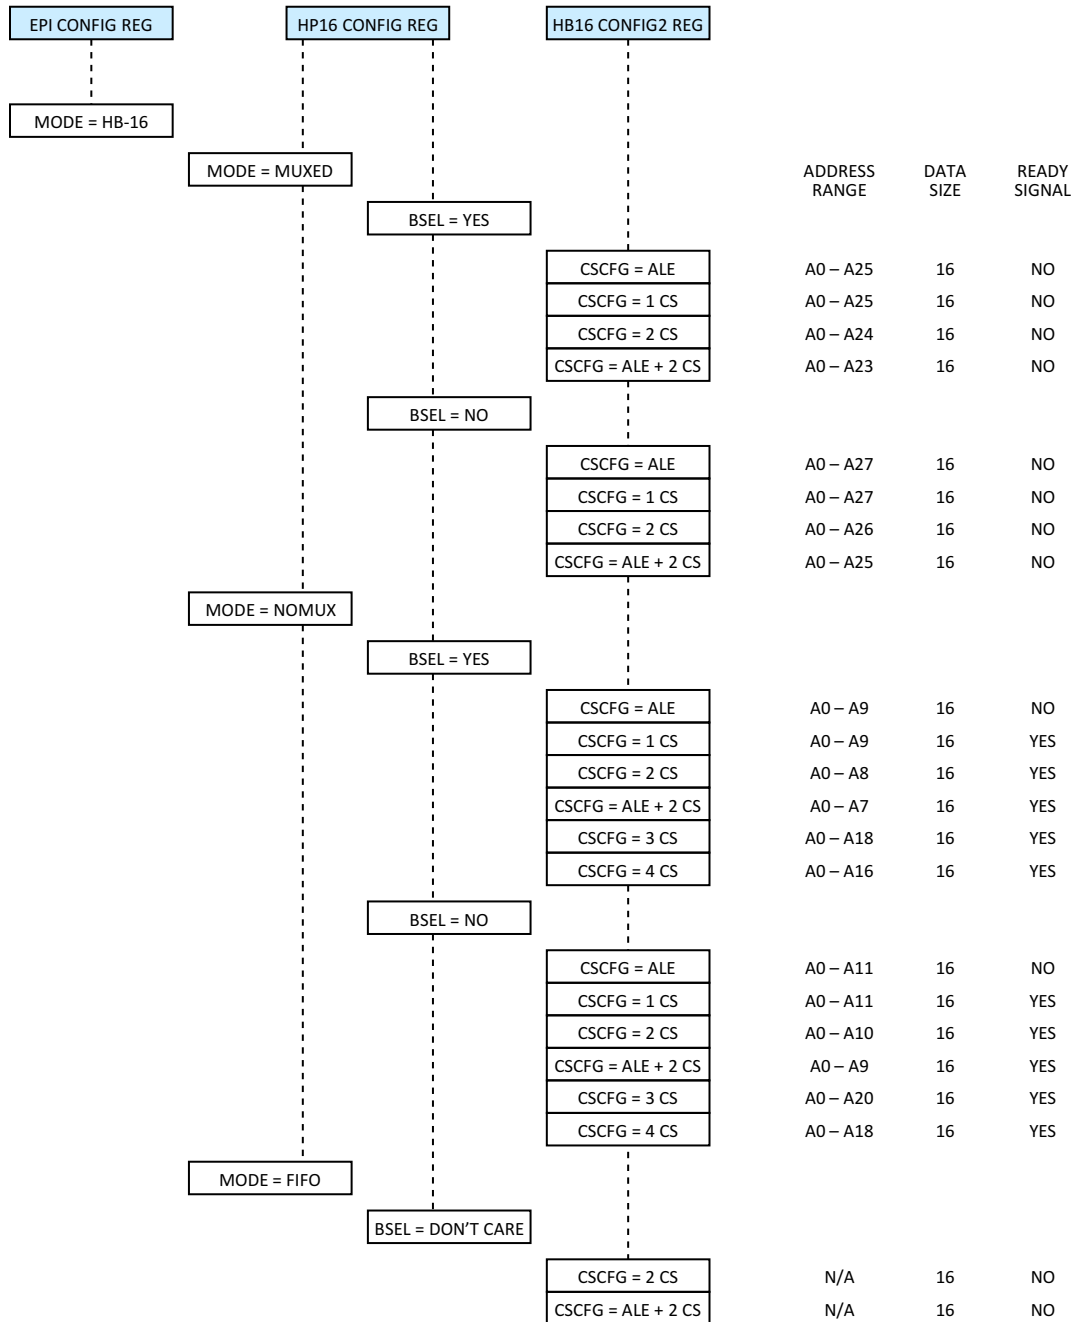 EPI CONFIG REG HP16 CONFIG REG HB16 CONFIG2 REG
MODE = HB-16
MODE = MUXED
ADDRESS RANGE DATA SIZE READY SIGNAL
BSEL = YES
CSCFG = ALE A0 – A25 16 NO
CSCFG = 1 CS A0 – A25 16 NO
CSCFG = 2 CS A0 – A24 16 NO
CSCFG = ALE + 2 CS A0 – A23 16 NO
BSEL = NO
CSCFG = ALE A0 – A27 16 NO
CSCFG = 1 CS A0 – A27 16 NO
CSCFG = 2 CS A0 – A26 16 NO
CSCFG = ALE + 2 CS A0 – A25 16 NO
MODE = NOMUX
BSEL = YES
CSCFG = ALE A0 – A9 16 NO
CSCFG = 1 CS A0 – A9 16 YES
CSCFG = 2 CS A0 – A8 16 YES
CSCFG = ALE + 2 CS A0 – A7 16 YES
CSCFG = 3 CS A0 – A18 16 YES
CSCFG = 4 CS A0 – A16 16 YES
BSEL = NO
CSCFG = ALE A0 – A11 16 NO
CSCFG = 1 CS A0 – A11 16 YES
CSCFG = 2 CS A0 – A10 16 YES
CSCFG = ALE + 2 CS A0 – A9 16 YES
CSCFG = 3 CS A0 – A20 16 YES
CSCFG = 4 CS A0 – A18 16 YES
MODE = FIFO
BSEL = DON’T CARE
CSCFG = 2 CS N/A 16 NO
CSCFG = ALE + 2 CS N/A 16 NO